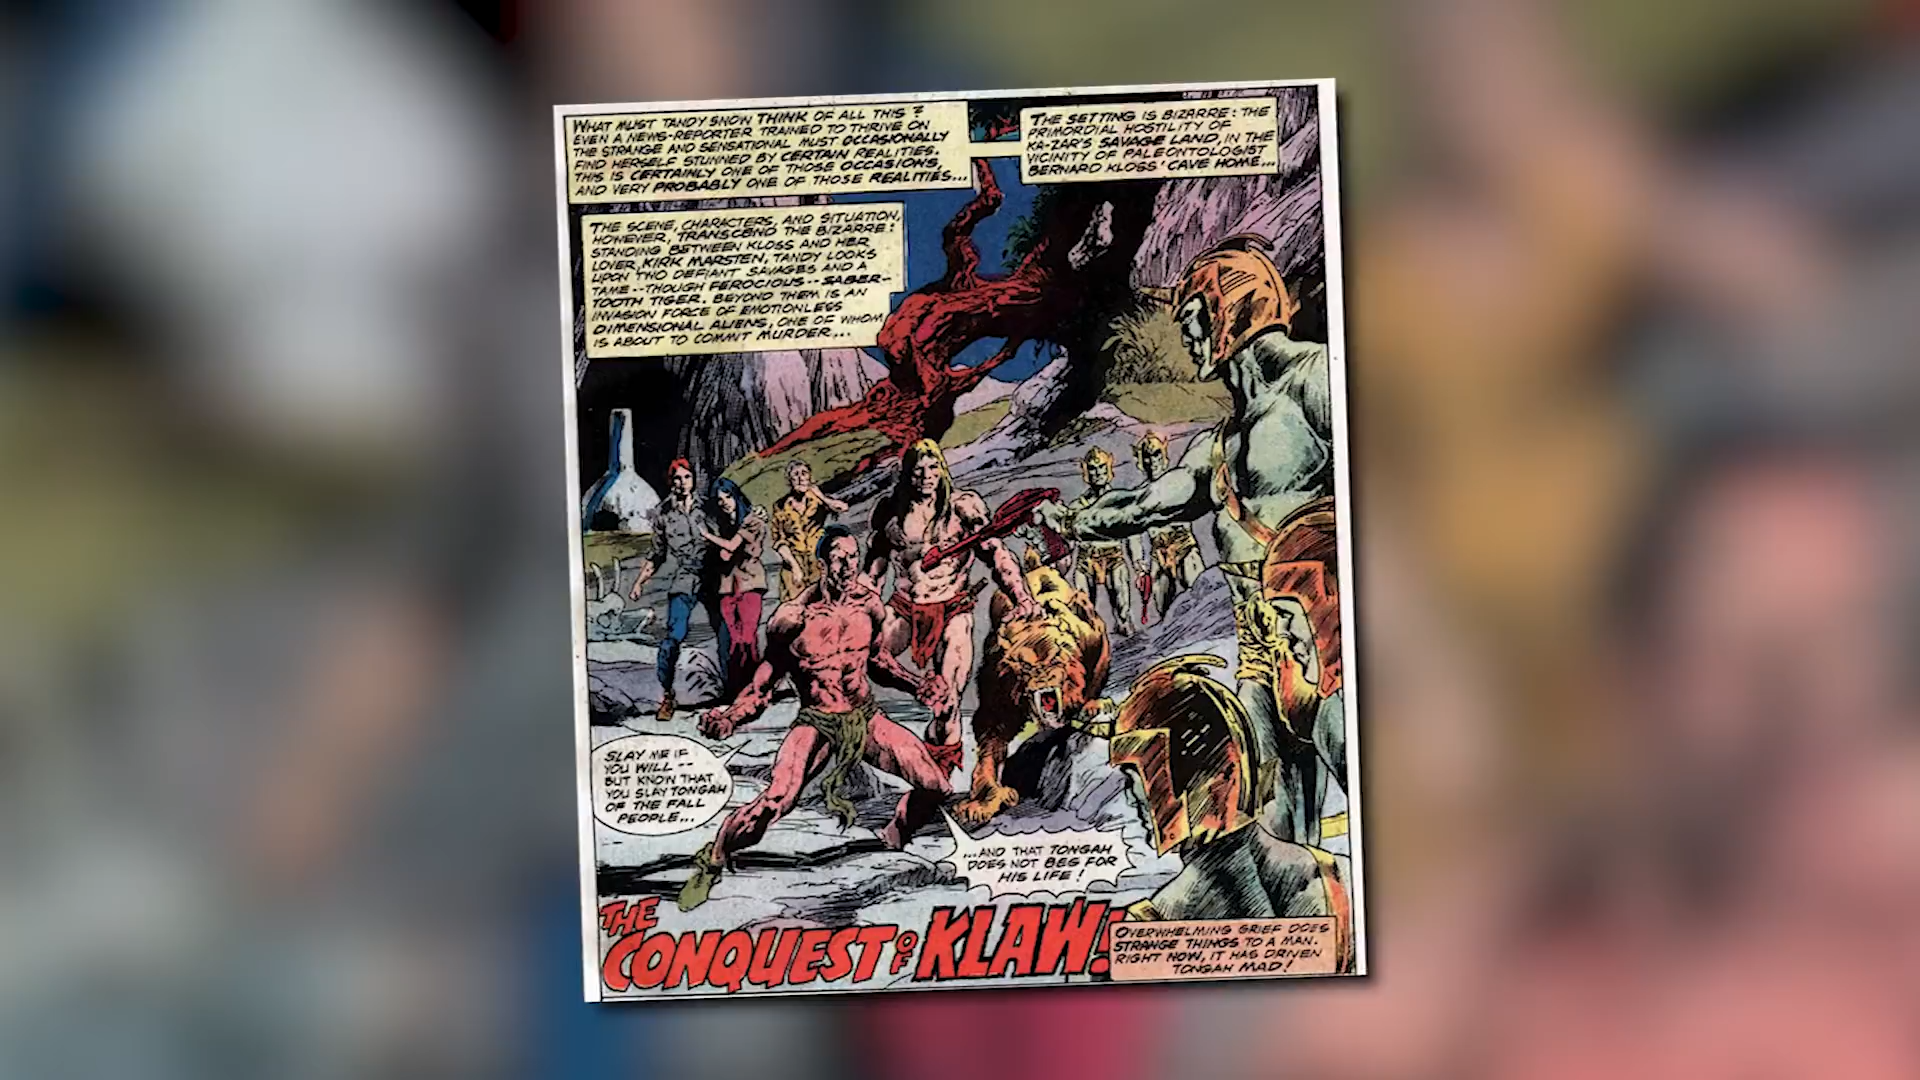 WHAT MUST TANDY SNOW THINK OF ALL THIS?
EVEN A NEWS-REPORTER TRAINED TO THRIVE ON
THE STRANGE AND SENSATIONAL MUST OCCASIONALLY
FIND HERSELF STUNNED BY CERTAIN REALITIES.
THIS IS CERTAINLY ONE OF THOSE OCCASIONS,
AND VERY PROBABLY ONE OF THOSE REALITIES...
THE SETTING IS BIZARRE: THE
PRIMORDIAL HOSTILITY OF
KA-ZAR'S SAVAGE LAND, IN THE
VICINITY OF PALEONTOLOGIST
BERNARD KLOSS' CAVE HOME...
THE SCENE, CHARACTERS, AND SITUATION,
HOWEVER, TRANSCEND THE BIZARRE:
STANDING BETWEEN KLOSS AND HER
LOVER, KIRK MARSTEN, TANDY LOOKS
UPON TWO DEFIANT SAVAGES AND A
TAME--THOUGH FEROCIOUS--SABER-
TOOTH TIGER. BEYOND THEM IS AN
INVASION FORCE OF EMOTIONLESS
DIMENSIONAL ALIENS, ONE OF WHOM
IS ABOUT TO COMMIT MURDER...
SLAY ME IF
YOU WILL--
BUT KNOW THAT
YOU SLAY TONGAH
OF THE FALL
PEOPLE...
...AND THAT TONGAH
DOES NOT BEG FOR
HIS LIFE!
THE
CONQUEST OF KLAW!
OVERWHELMING GRIEF DOES
STRANGE THINGS TO A MAN.
RIGHT NOW, IT HAS DRIVEN
TONGAH MAD!